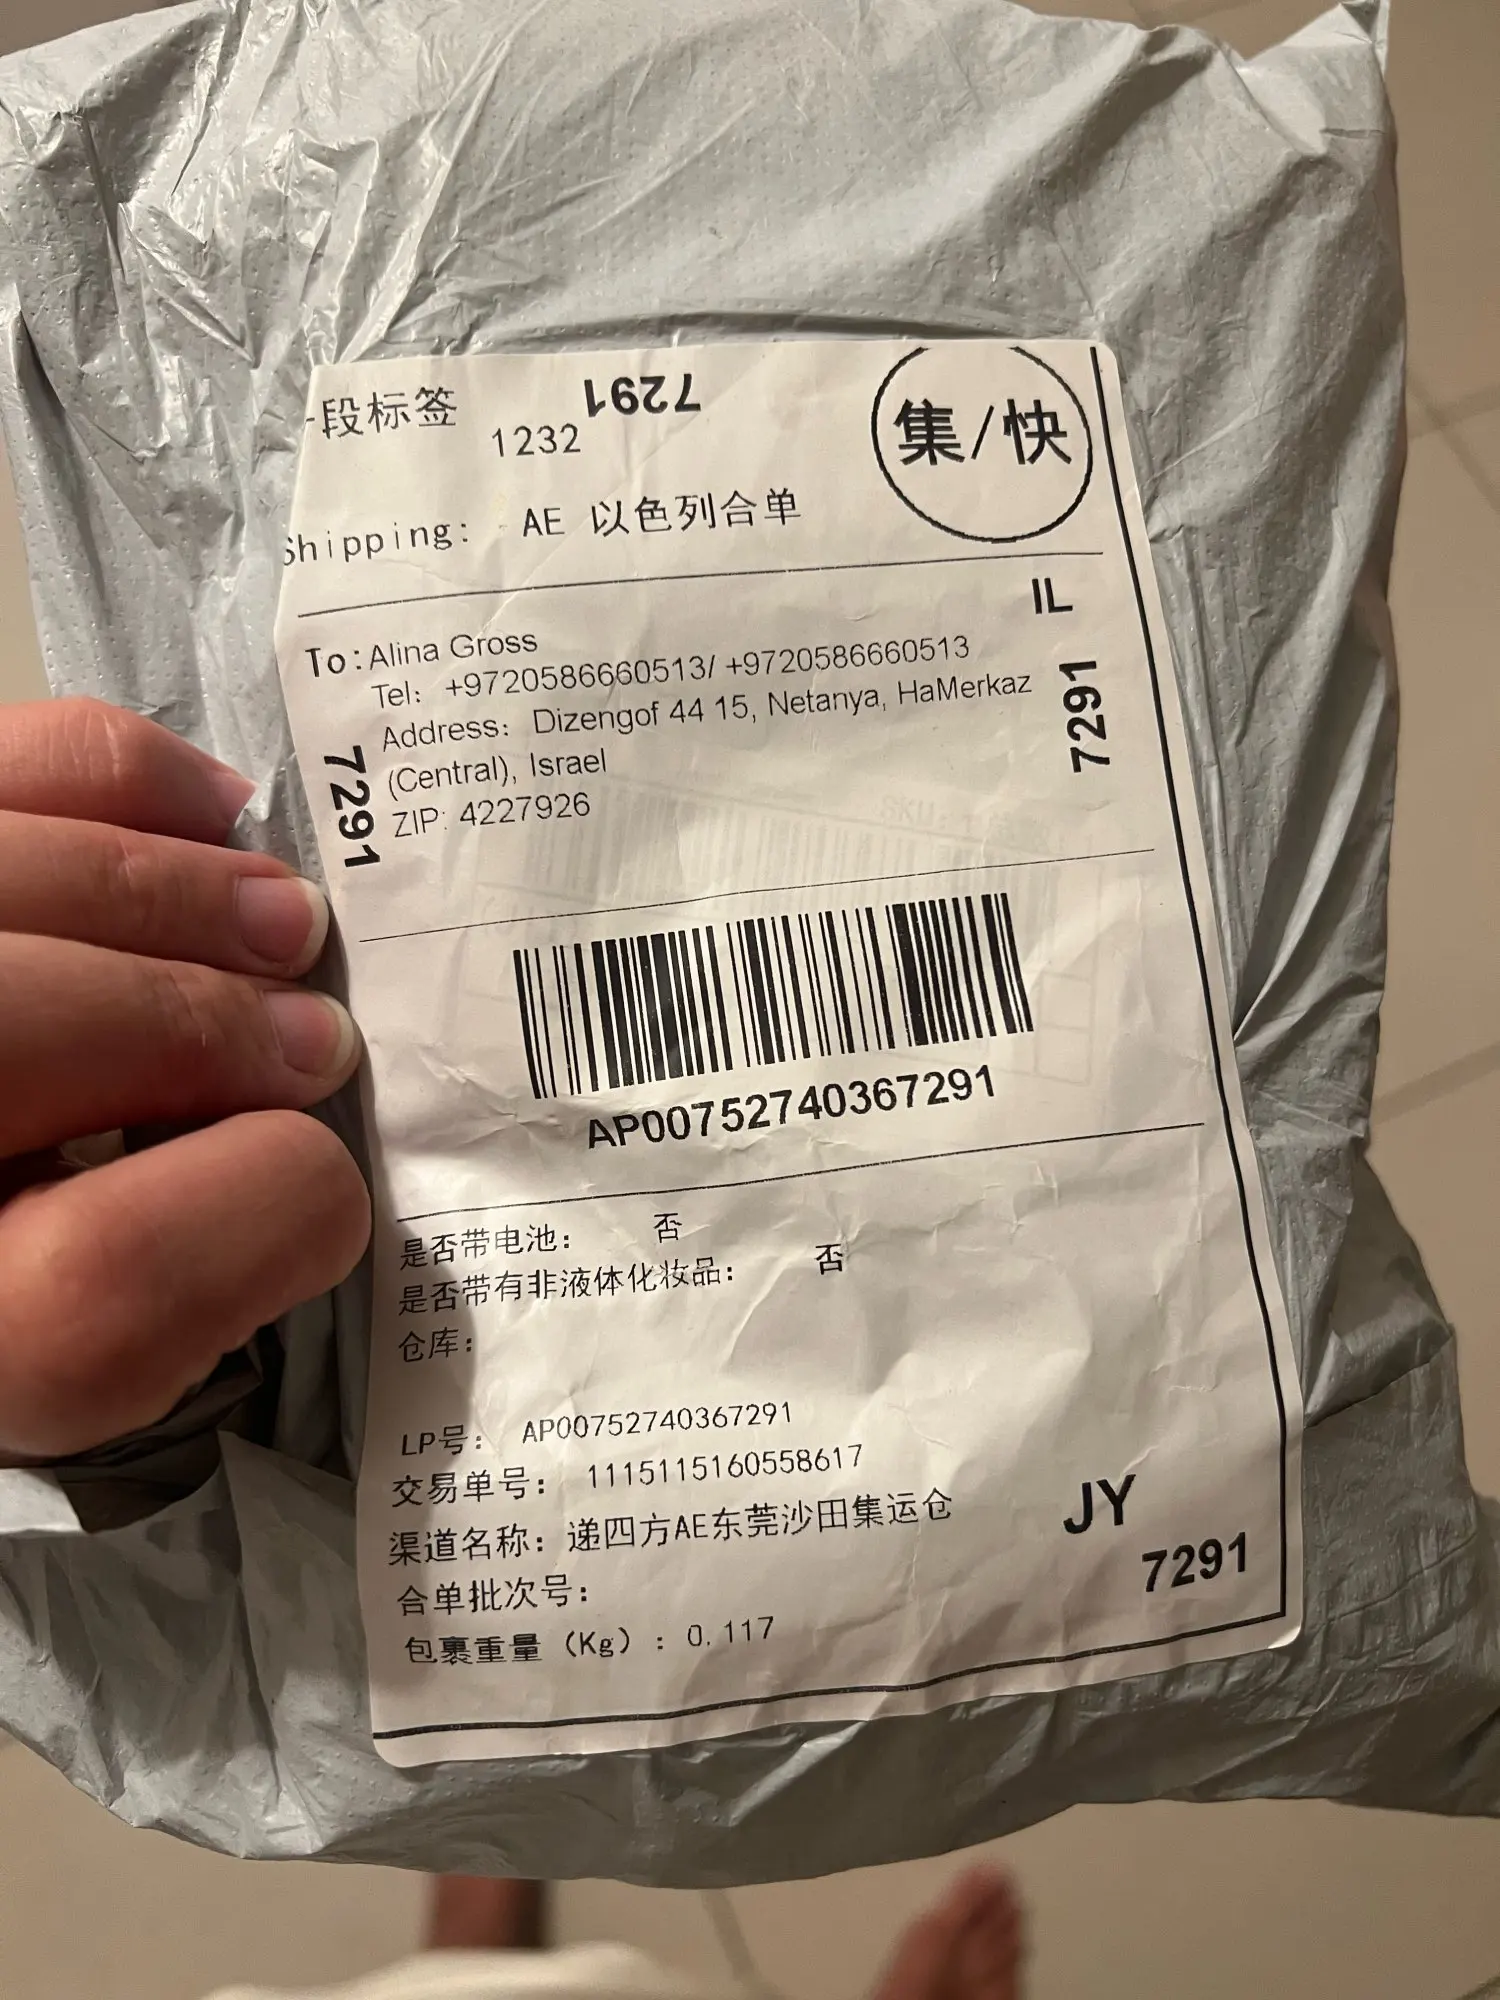 一段标签
1232
7291
集/快
Shipping: AE 以色列合单
IL
To: Alina Gross
Tel: +9720586660513/ +9720586660513
Address: Dizengof 44 15, Netanya, HaMerkaz
(Central), Israel
ZIP: 4227926
7291
7291
AP00752740367291
是否带电池: 否
是否带有非液体化妆品: 否
仓库:
LP号: AP00752740367291
交易单号: 1115115160558617
渠道名称: 递四方AE东莞沙田集运仓
合单批次号:
包裹重量 (Kg) : 0.117
JY
7291